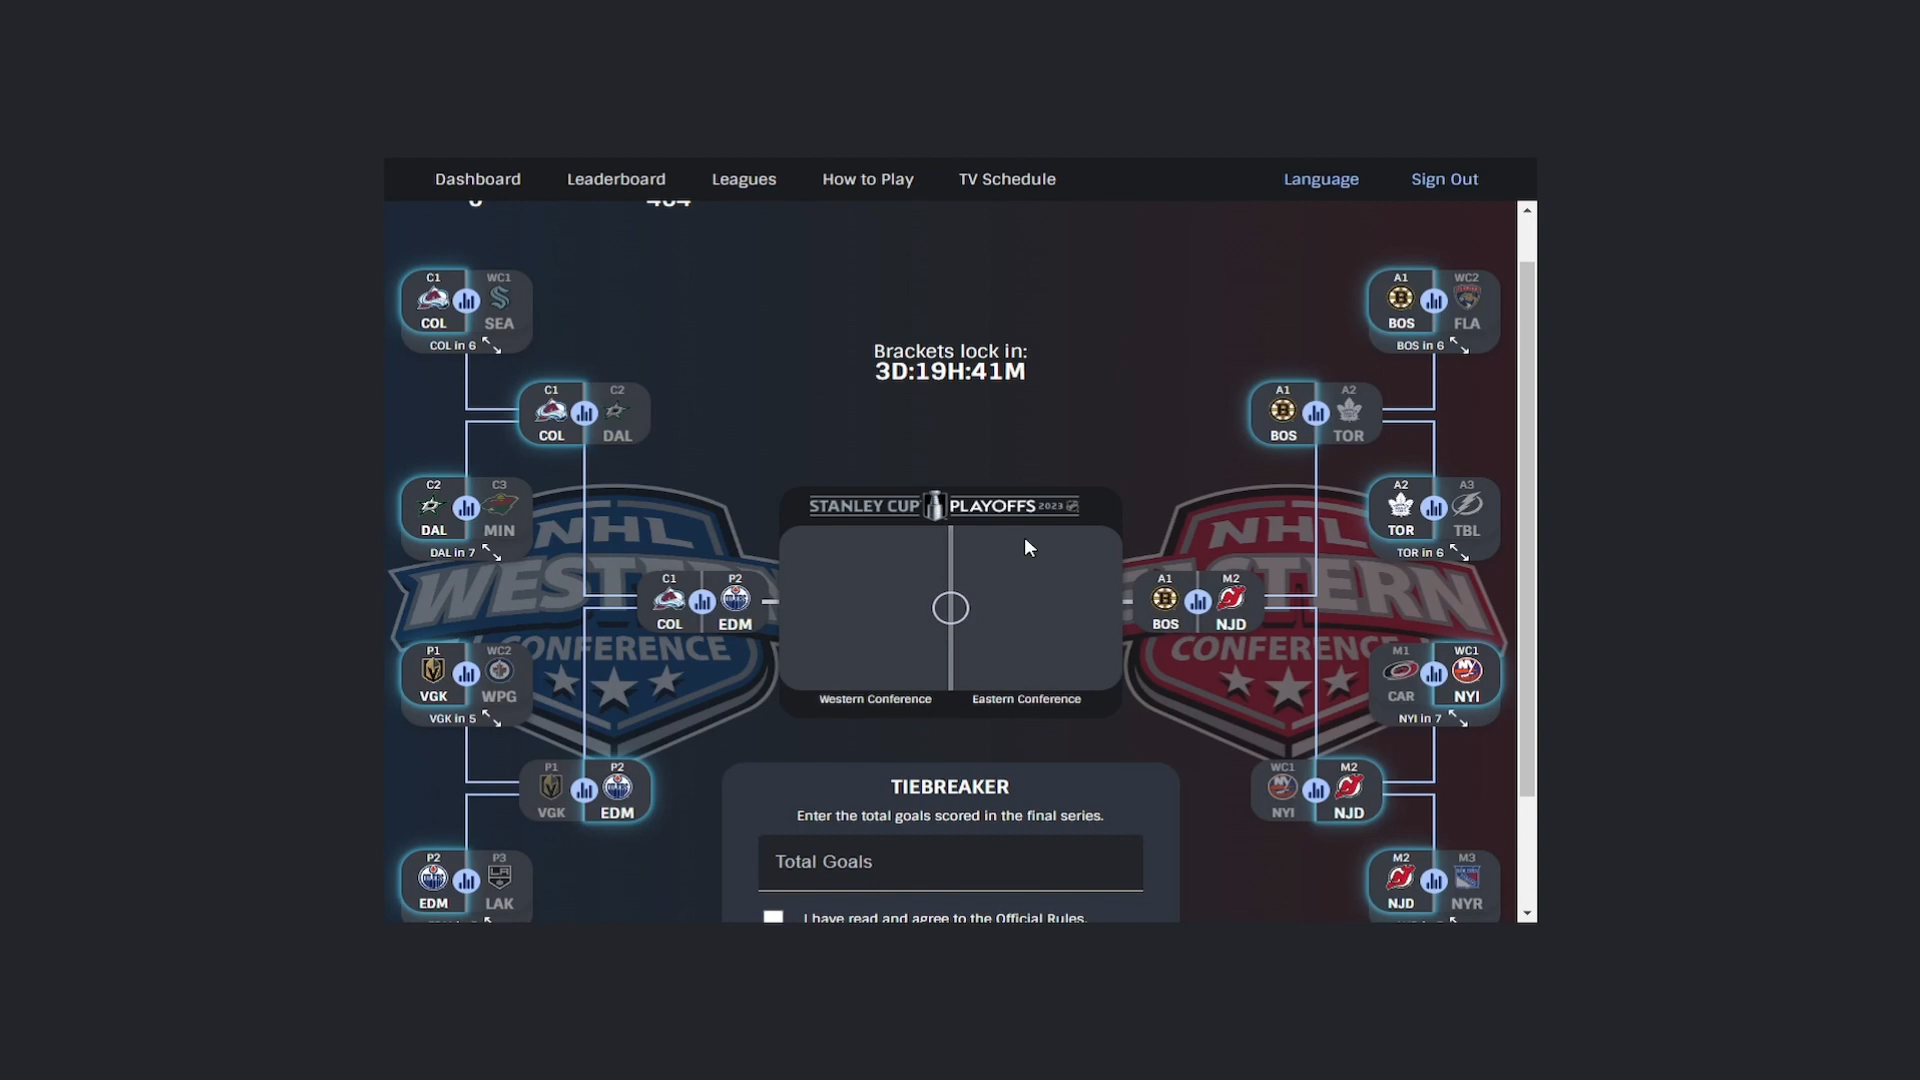 Dashboard Leaderboard Leagues How to Play TV Schedule Language Sign Out
C1 WC1
COL SEA
COL in 6
A1 WC2
BOS FLA
BOS in 6
Brackets lock in:
3D:19H:41M
C1 C2
COL DAL
A1 A2
BOS TOR
C2 C3
DAL MIN
DAL in 7
A2 A3
TOR TBL
TOR in 6
STANLEY CUP PLAYOFFS 2023
NHL
WESTERN
CONFERENCE
NHL
EASTERN
CONFERENCE
C1 P2
COL EDM
A1 M2
BOS NJD
P1 WC2
VGK WPG
VGK in 5
M1 WC1
CAR NYI
NYI in 7
Western Conference Eastern Conference
P1 P2
VGK EDM
WC1 M2
NYI NJD
TIEBREAKER
Enter the total goals scored in the final series.
Total Goals
P2 P3
EDM LAK
M2 M3
NJD NYR
I have read and agree to the Official Rules.